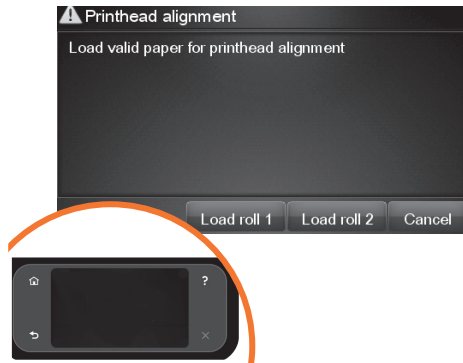 Printhead alignment
Load valid paper for printhead alignment
Load roll 1 Load roll 2 Cancel
?